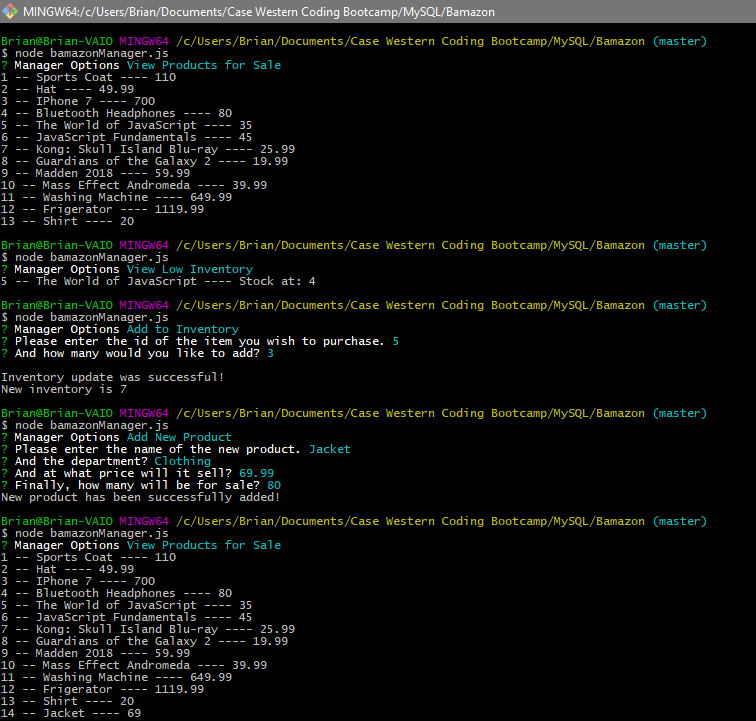 MINGW64:/c/Users/Brian/Documents/Case Western Coding Bootcamp/MySQL/Bamazon
Brian@Brian-VAIO MINGW64 /c/Users/Brian/Documents/Case Western Coding Bootcamp/MySQL/Bamazon (master)
$ node bamazonManager.js
? Manager Options View Products for Sale
1 -- Sports Coat ---- 110
2 -- Hat ---- 49.99
3 -- IPhone 7 ---- 700
4 -- Bluetooth Headphones ---- 80
5 -- The World of JavaScript ---- 35
6 -- JavaScript Fundamentals ---- 45
7 -- Kong: Skull Island Blu-ray ---- 25.99
8 -- Guardians of the Galaxy 2 ---- 19.99
9 -- Madden 2018 ---- 59.99
10 -- Mass Effect Andromeda ---- 39.99
11 -- Washing Machine ---- 649.99
12 -- Frigerator ---- 1119.99
13 -- Shirt ---- 20
Brian@Brian-VAIO MINGW64 /c/Users/Brian/Documents/Case Western Coding Bootcamp/MySQL/Bamazon (master)
$ node bamazonManager.js
? Manager Options View Low Inventory
5 -- The World of JavaScript ---- Stock at: 4
Brian@Brian-VAIO MINGW64 /c/Users/Brian/Documents/Case Western Coding Bootcamp/MySQL/Bamazon (master)
$ node bamazonManager.js
? Manager Options Add to Inventory
? Please enter the id of the item you wish to purchase. 5
? And how many would you like to add? 3
Inventory update was successful!
New inventory is 7
Brian@Brian-VAIO MINGW64 /c/Users/Brian/Documents/Case Western Coding Bootcamp/MySQL/Bamazon (master)
$ node bamazonManager.js
? Manager Options Add New Product
? Please enter the name of the new product. Jacket
? And the department? Clothing
? And at what price will it sell? 69.99
? Finally, how many will be for sale? 80
New product has been successfully added!
Brian@Brian-VAIO MINGW64 /c/Users/Brian/Documents/Case Western Coding Bootcamp/MySQL/Bamazon (master)
$ node bamazonManager.js
? Manager Options View Products for Sale
1 -- Sports Coat ---- 110
2 -- Hat ---- 49.99
3 -- IPhone 7 ---- 700
4 -- Bluetooth Headphones ---- 80
5 -- The World of JavaScript ---- 35
6 -- JavaScript Fundamentals ---- 45
7 -- Kong: Skull Island Blu-ray ---- 25.99
8 -- Guardians of the Galaxy 2 ---- 19.99
9 -- Madden 2018 ---- 59.99
10 -- Mass Effect Andromeda ---- 39.99
11 -- Washing Machine ---- 649.99
12 -- Frigerator ---- 1119.99
13 -- Shirt ---- 20
14 -- Jacket ---- 69